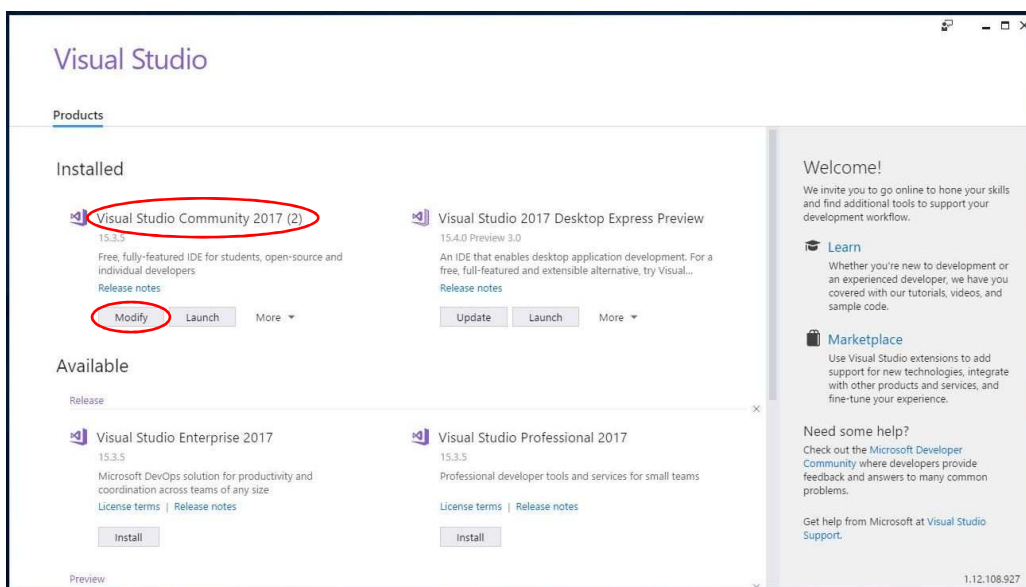 Visual Studio
Products
Installed
Visual Studio Community 2017 (2)
15.3.5
Free, fully-featured IDE for students, open-source and
individual developers
Release notes
Modify Launch More
Visual Studio 2017 Desktop Express Preview
15.4.0 Preview 3.0
An IDE that enables desktop application development. For a
free, full-featured and extensible alternative, try Visual...
Release notes
Update Launch More
Available
Release
Visual Studio Enterprise 2017
15.3.5
Microsoft DevOps solution for productivity and
coordination across teams of any size
License terms | Release notes
Install
Visual Studio Professional 2017
15.3.5
Professional developer tools and services for small teams
License terms | Release notes
Install
Preview
Welcome!
We invite you to go online to hone your skills
and find additional tools to support your
development workflow.
Learn
Whether you're new to development or
an experienced developer, we have you
covered with our tutorials, videos, and
sample code.
Marketplace
Use Visual Studio extensions to add
support for new technologies, integrate
with other products and services, and
fine-tune your experience.
Need some help?
Check out the Microsoft Developer
Community where developers provide
feedback and answers to many common
problems.
Get help from Microsoft at Visual Studio
Support.
1.12.108.927